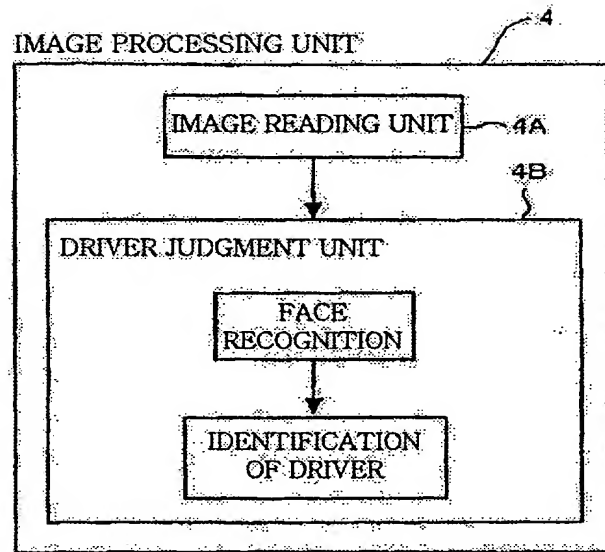 4
IMAGE PROCESSING UNIT
IMAGE READING UNIT
4A
4B
DRIVER JUDGMENT UNIT
FACE
RECOGNITION
IDENTIFICATION
OF DRIVER